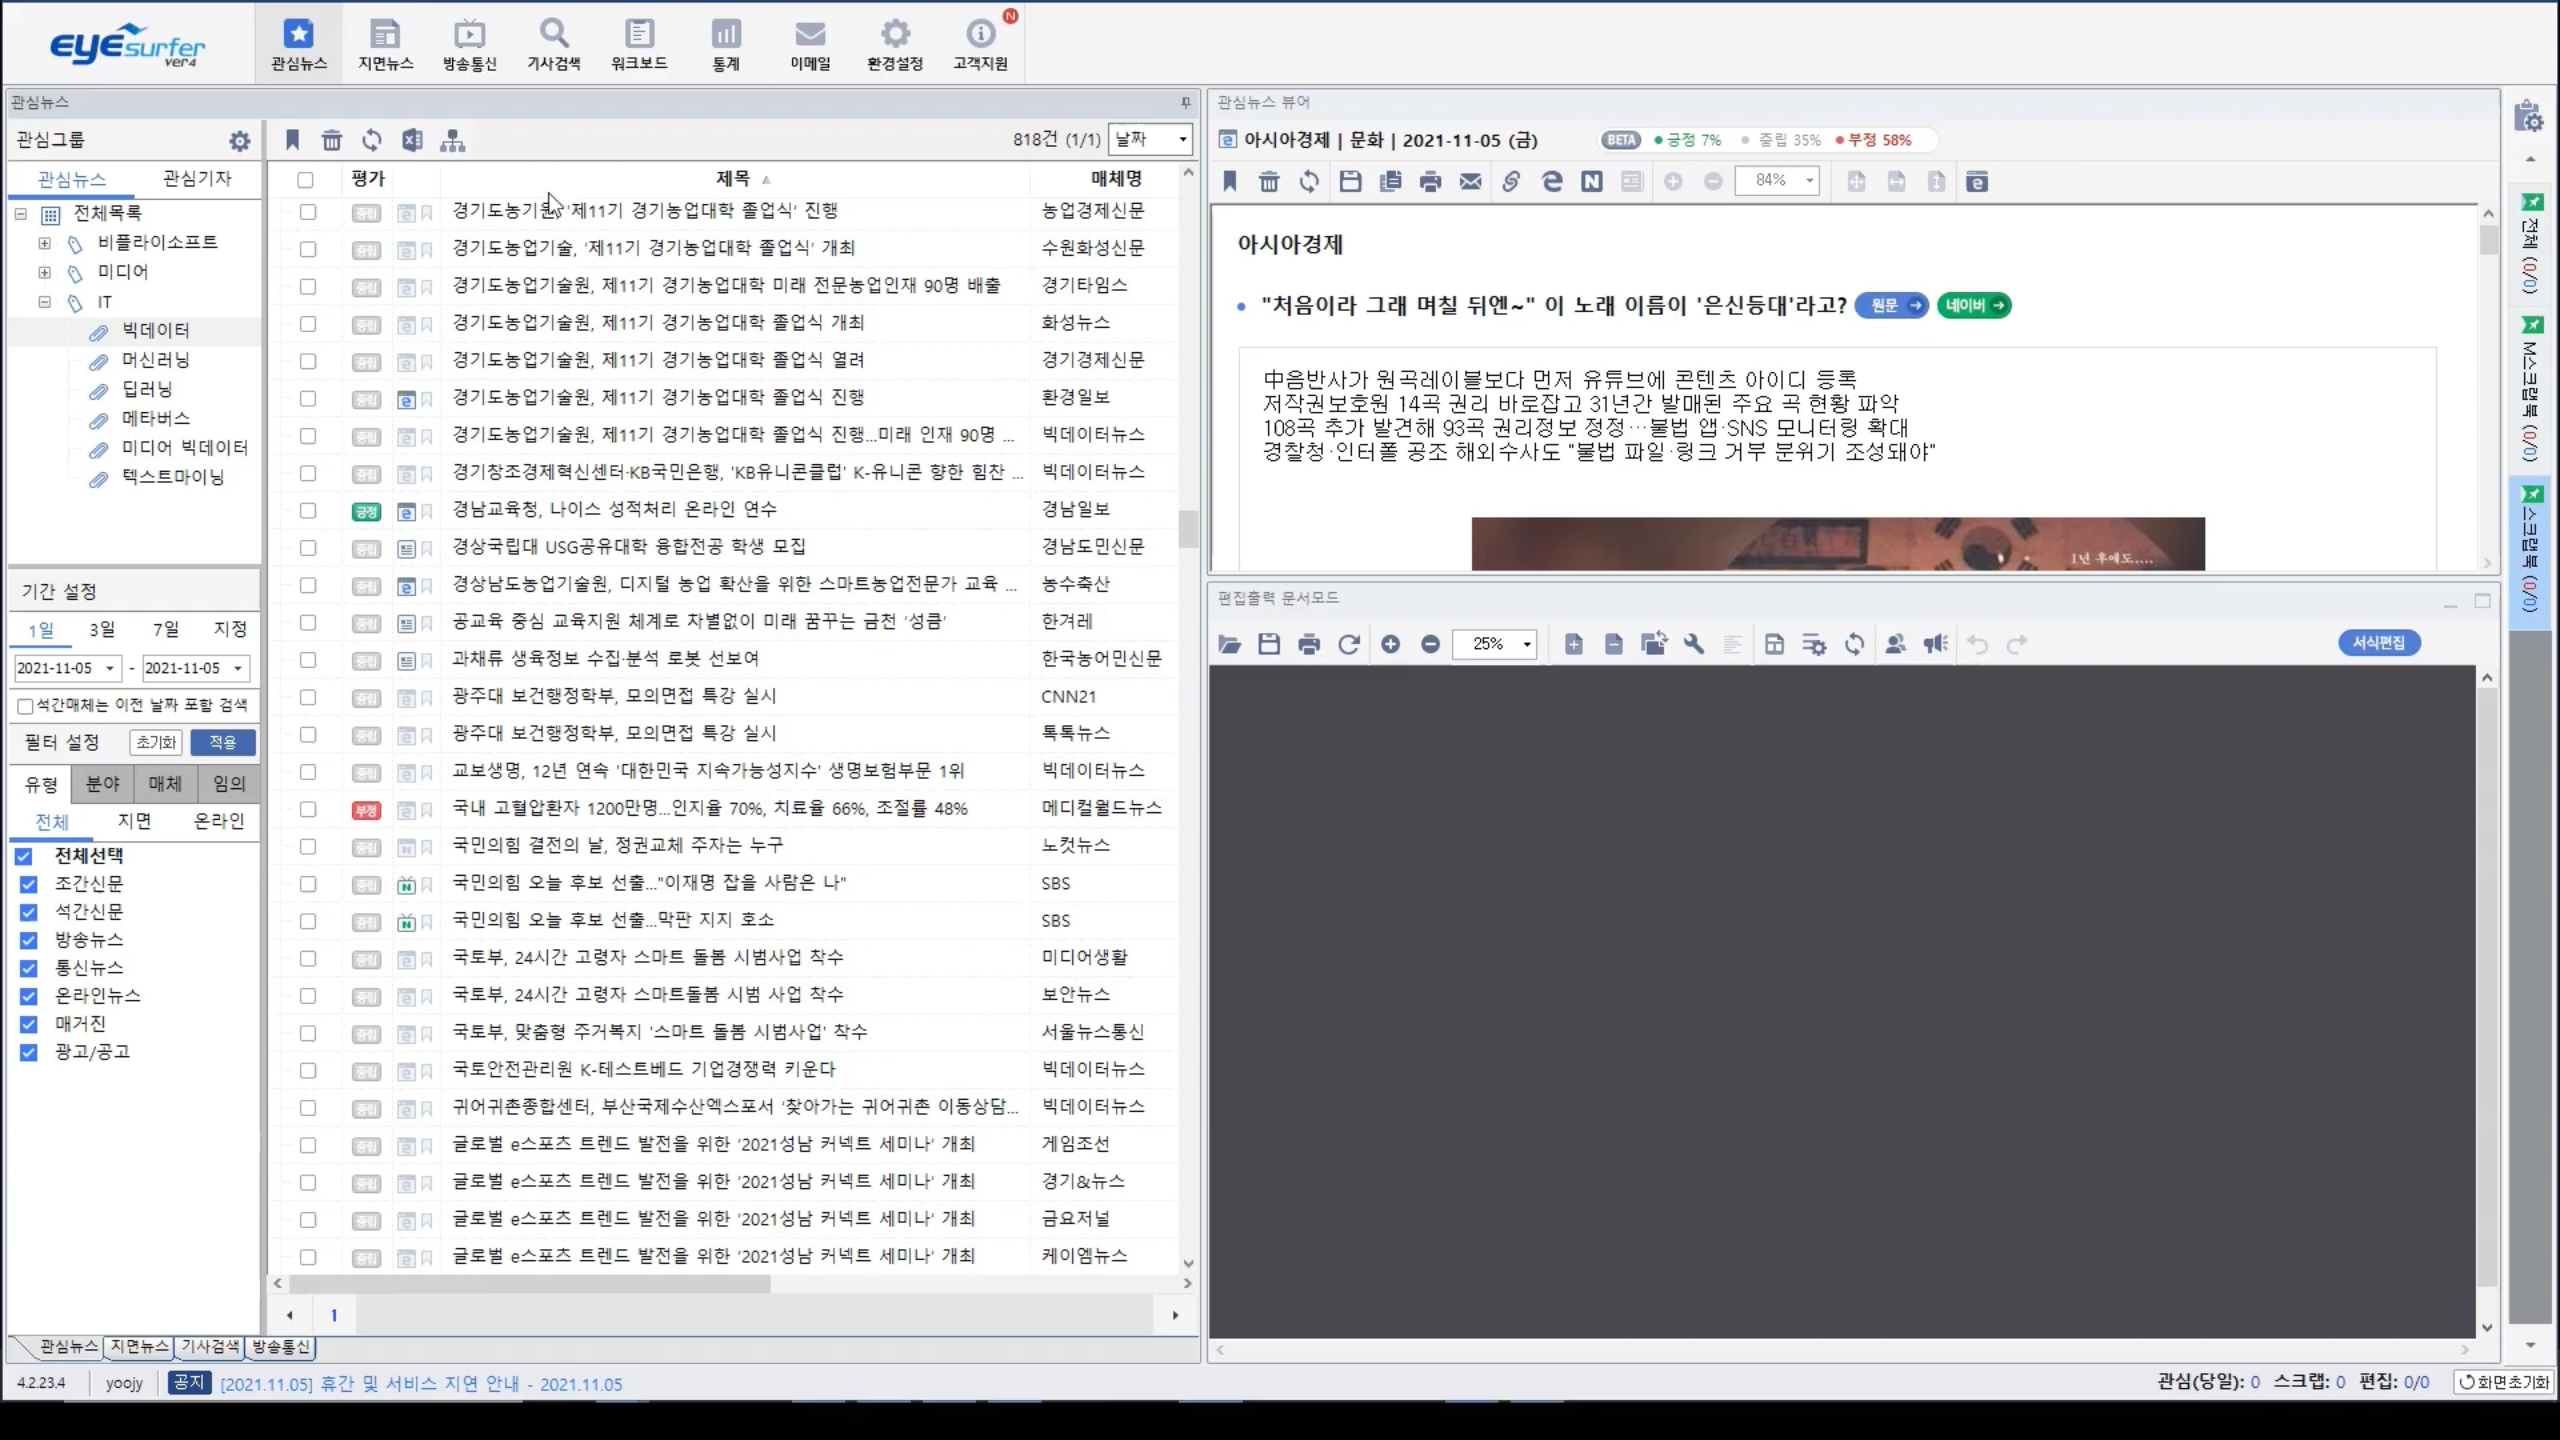 EYEsurfer
ver4
관심뉴스
지면뉴스
방송통신
기사검색
워크보드
통계
이메일
환경설정
고객지원
N
관심뉴스
관심그룹
관심뉴스
관심기자
전체목록
비플라이소프트
미디어
IT
빅데이터
머신러닝
딥러닝
메타버스
미디어 빅데이터
텍스트마이닝
기간 설정
1일
3일
7일
지정
2021-11-05 - 2021-11-05
석간매체는 이전 날짜 포함 검색
필터 설정
초기화
적용
유형
분야
매체
임의
전체
지면
온라인
전체선택
조간신문
석간신문
방송뉴스
통신뉴스
온라인뉴스
매거진
광고/공고
818건 (1/1)
날짜
평가
제목
매체명
중립 경기도농기원, '제11기 경기농업대학 졸업식' 진행 농업경제신문
중립 경기도농업기술, '제11기 경기농업대학 졸업식' 개최 수원화성신문
중립 경기도농업기술원, 제11기 경기농업대학 미래 전문농업인재 90명 배출 경기타임스
중립 경기도농업기술원, 제11기 경기농업대학 졸업식 개최 화성뉴스
중립 경기도농업기술원, 제11기 경기농업대학 졸업식 열려 경기경제신문
중립 경기도농업기술원, 제11기 경기농업대학 졸업식 진행 환경일보
중립 경기도농업기술원, 제11기 경기농업대학 졸업식 진행...미래 인재 90명 ... 빅데이터뉴스
중립 경기창조경제혁신센터·KB국민은행, 'KB유니콘클럽' K-유니콘 향한 힘찬 ... 빅데이터뉴스
긍정 경남교육청, 나이스 성적처리 온라인 연수 경남일보
중립 경상국립대 USG공유대학 융합전공 학생 모집 경남도민신문
중립 경상남도농업기술원, 디지털 농업 확산을 위한 스마트농업전문가 교육 ... 농수축산
중립 공교육 중심 교육지원 체계로 차별없이 미래 꿈꾸는 금천 '성큼' 한겨레
중립 과채류 생육정보 수집·분석 로봇 선보여 한국농어민신문
중립 광주대 보건행정학부, 모의면접 특강 실시 CNN21
중립 광주대 보건행정학부, 모의면접 특강 실시 톡톡뉴스
중립 교보생명, 12년 연속 '대한민국 지속가능성지수' 생명보험부문 1위 빅데이터뉴스
부정 국내 고혈압환자 1200만명...인지율 70%, 치료율 66%, 조절률 48% 메디컬월드뉴스
중립 국민의힘 결전의 날, 정권교체 주자는 누구 노컷뉴스
중립 국민의힘 오늘 후보 선출..."이재명 잡을 사람은 나" SBS
중립 국민의힘 오늘 후보 선출...막판 지지 호소 SBS
중립 국토부, 24시간 고령자 스마트 돌봄 시범사업 착수 미디어생활
중립 국토부, 24시간 고령자 스마트돌봄 시범 사업 착수 보안뉴스
중립 국토부, 맞춤형 주거복지 '스마트 돌봄 시범사업' 착수 서울뉴스통신
중립 국토안전관리원 K-테스트베드 기업경쟁력 키운다 빅데이터뉴스
중립 귀어귀촌종합센터, 부산국제수산엑스포서 '찾아가는 귀어귀촌 이동상담... 빅데이터뉴스
중립 글로벌 e스포츠 트렌드 발전을 위한 '2021성남 커넥트 세미나' 개최 게임조선
중립 글로벌 e스포츠 트렌드 발전을 위한 '2021성남 커넥트 세미나' 개최 경기&뉴스
중립 글로벌 e스포츠 트렌드 발전을 위한 '2021성남 커넥트 세미나' 개최 금요저널
중립 글로벌 e스포츠 트렌드 발전을 위한 '2021성남 커넥트 세미나' 개최 케이엠뉴스
1
관심뉴스 지면뉴스 기사검색 방송통신
4.2.23.4
yoojy
공지
[2021.11.05] 휴간 및 서비스 지연 안내 - 2021.11.05
관심뉴스 뷰어
아시아경제 | 문화 | 2021-11-05 (금)
BETA 긍정 7% 중립 35% 부정 58%
84%
아시아경제
"처음이라 그래 며칠 뒤엔~" 이 노래 이름이 '은신등대'라고? 원문 네이버
中음반사가 원곡레이블보다 먼저 유튜브에 콘텐츠 아이디 등록
저작권보호원 14곡 권리 바로잡고 31년간 발매된 주요 곡 현황 파악
108곡 추가 발견해 93곡 권리정보 정정…불법 앱·SNS 모니터링 확대
경찰청·인터폴 공조 해외수사도 "불법 파일·링크 거부 분위기 조성돼야"
1년 후에도....
편집출력 문서모드
25%
서식편집
전체 (0/0)
M스크랩북 (0/0)
스크랩북 (0/0)
관심(당일): 0 스크랩: 0 편집: 0/0
화면초기화